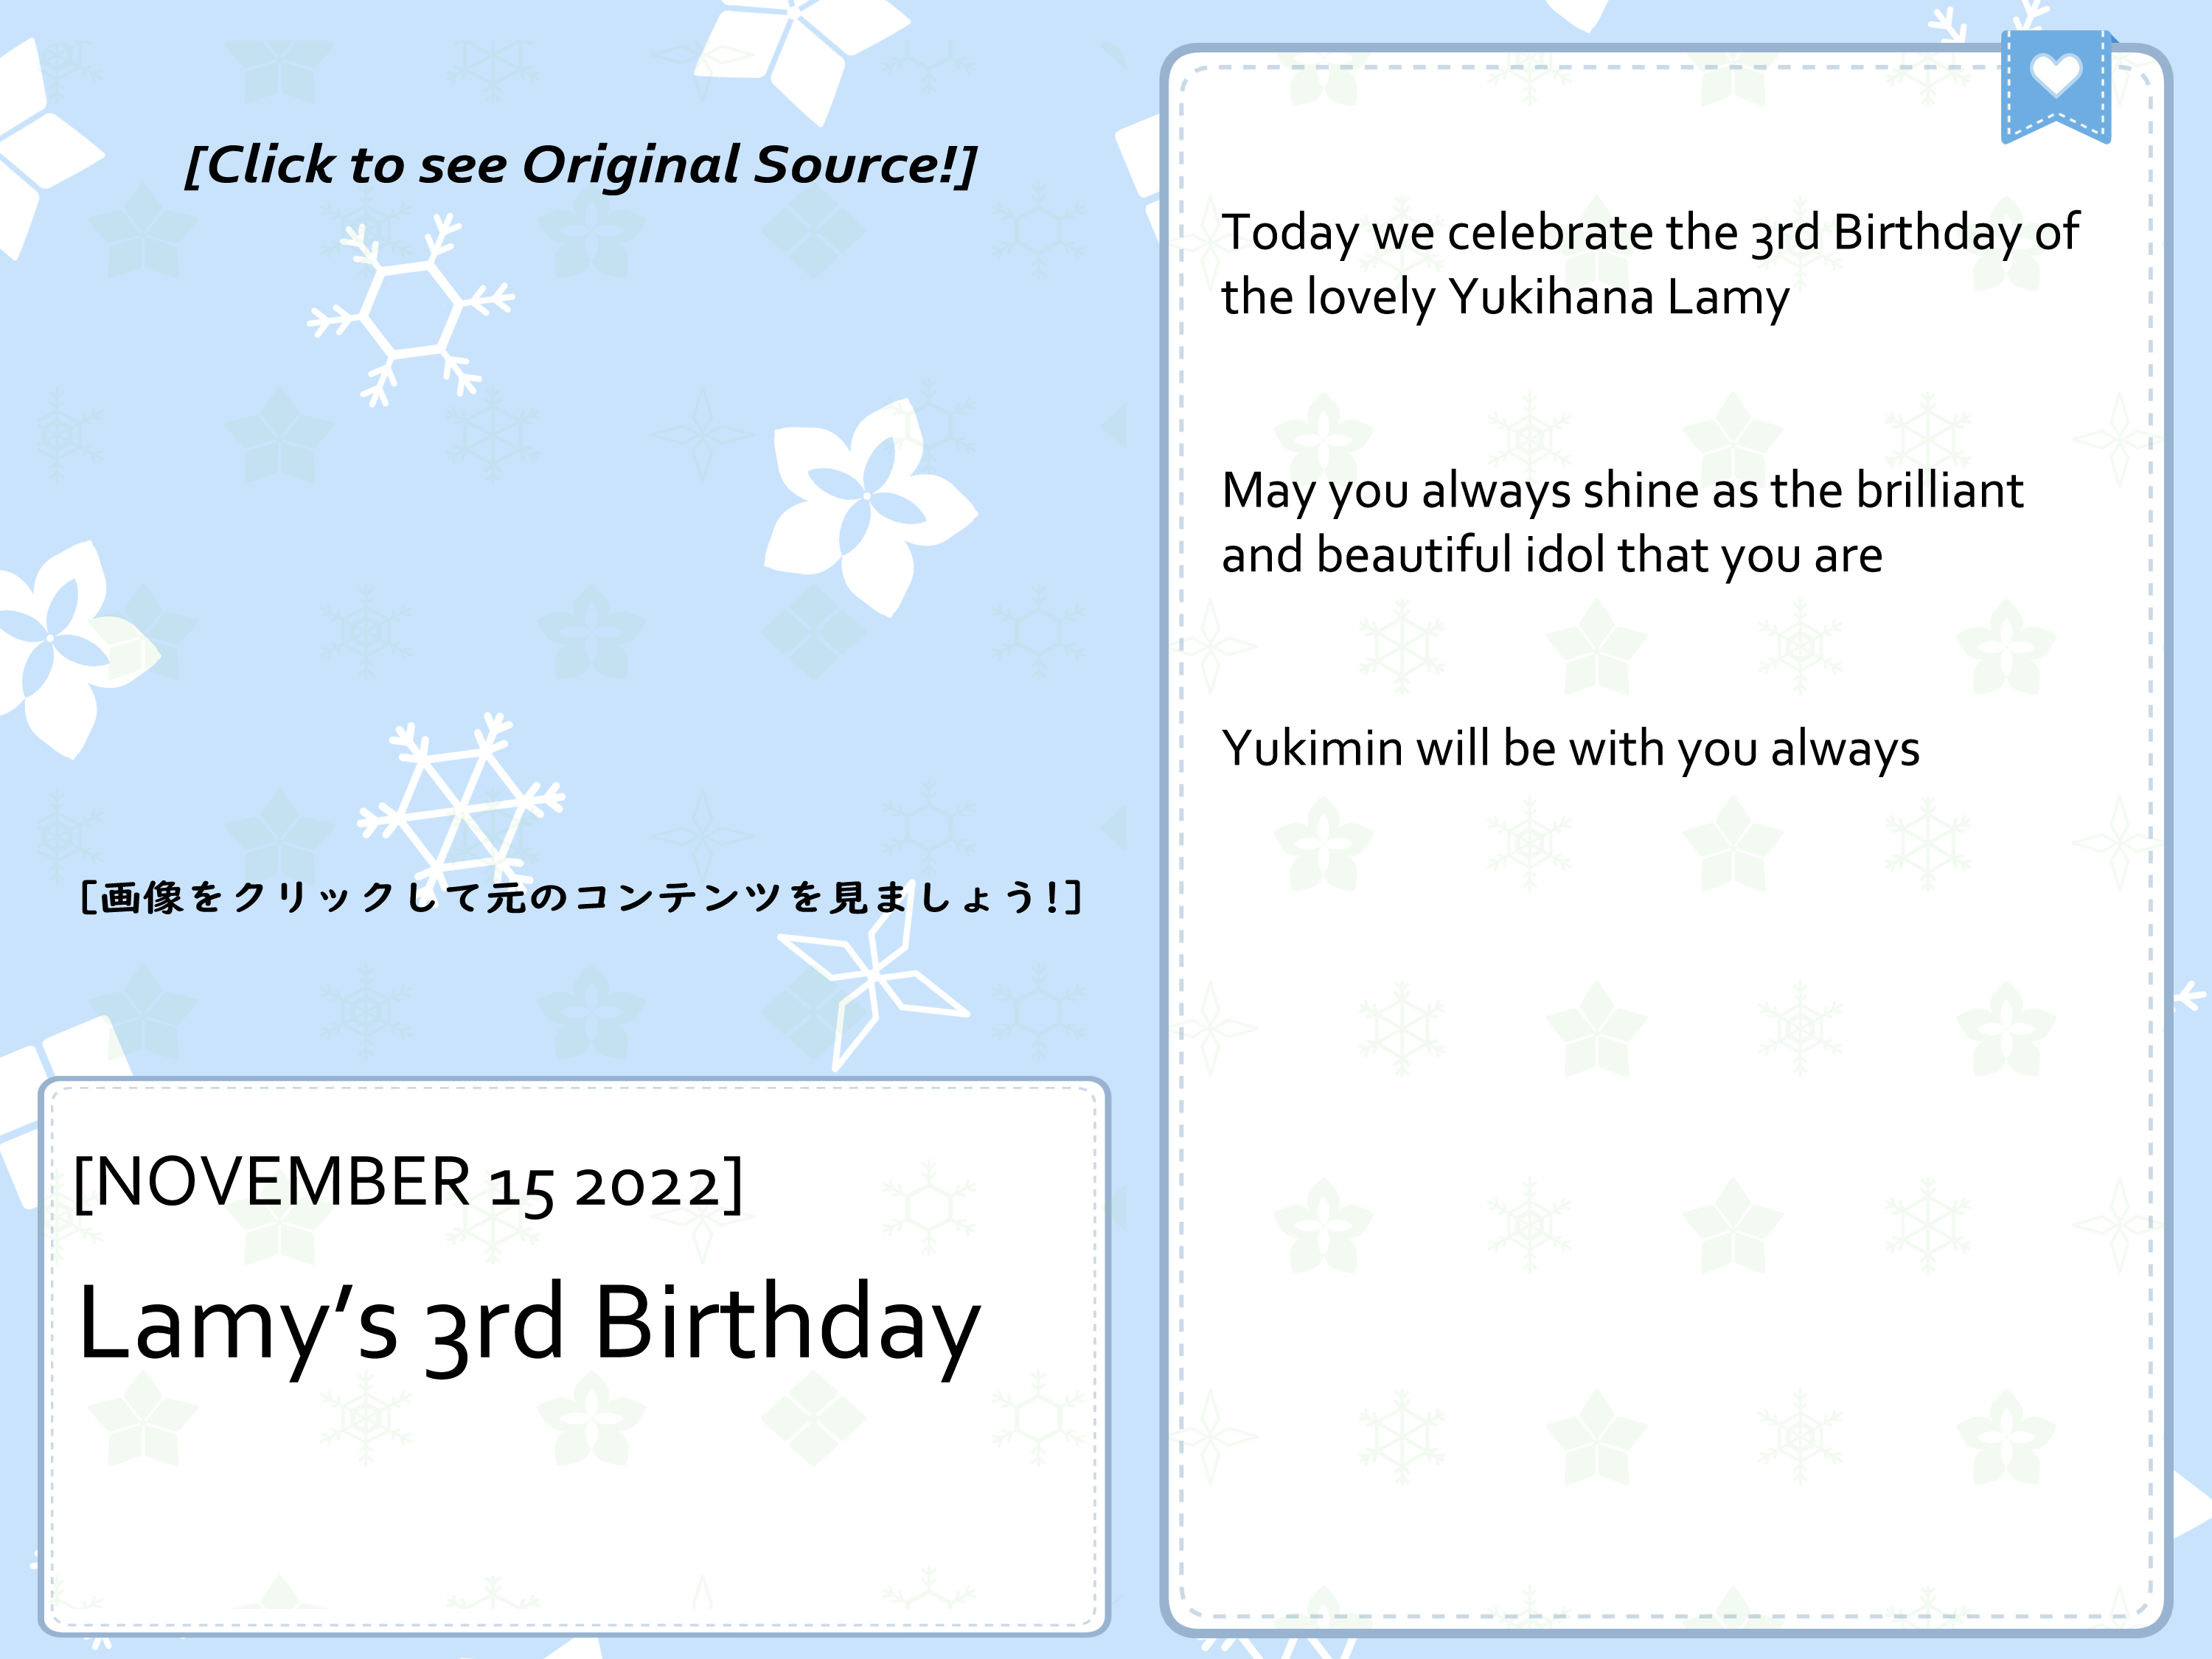 [Click to see Original Source!]
[画像をクリックして元のコンテンツを見ましょう!]
[NOVEMBER 15 2022]
Lamy's 3rd Birthday
Today we celebrate the 3rd Birthday of
the lovely Yukihana Lamy
May you always shine as the brilliant
and beautiful idol that you are
Yukimin will be with you always